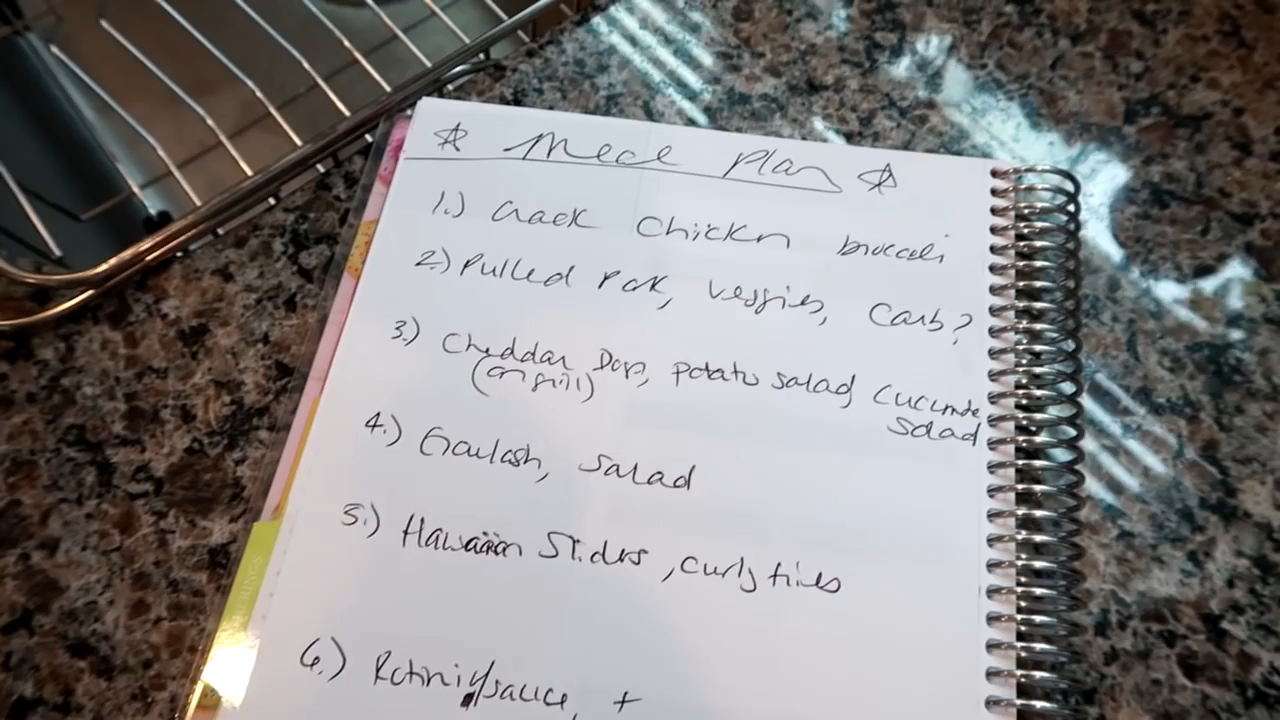 ☆ Meal Plan ☆
1.) Crack Chickn broccoli
2.) Pulled Pork, veggies, Carb?
3.) Cheddar Dogs, potato salad, Cucumber
(on grill) salad
4.) Goulash, Salad
5.) Hawaiian Sliders, curly fries
6.) Rotini w/ sauce, +